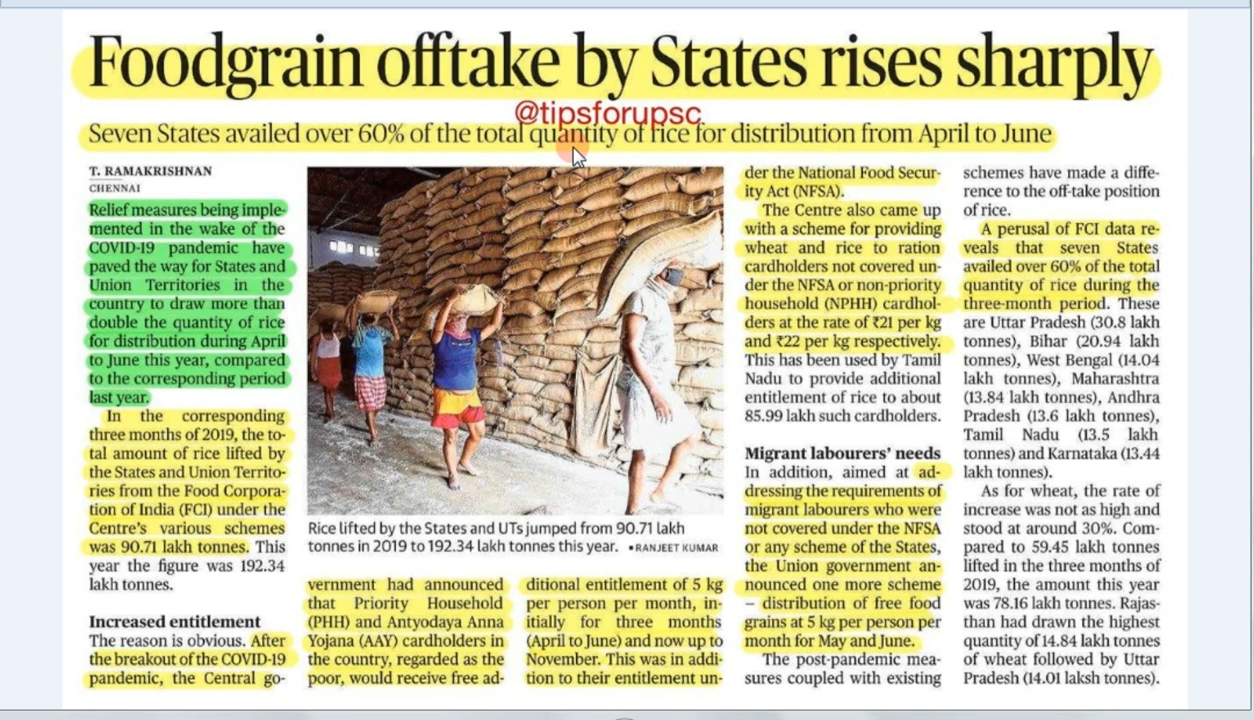 Foodgrain offtake by States rises sharply
@tipsforupsc
Seven States availed over 60% of the total quantity of rice for distribution from April to June
T. RAMAKRISHNAN
CHENNAI
Relief measures being imple-
mented in the wake of the
COVID-19 pandemic have
paved the way for States and
Union Territories in the
country to draw more than
double the quantity of rice
for distribution during April
to June this year, compared
to the corresponding period
last year.
In the corresponding
three months of 2019, the to-
tal amount of rice lifted by
the States and Union Territo-
ries from the Food Corpora-
tion of India (FCI) under the
Centre's various schemes
was 90.71 lakh tonnes. This
year the figure was 192.34
lakh tonnes.
Increased entitlement
The reason is obvious. After
the breakout of the COVID-19
pandemic, the Central go-
Rice lifted by the States and UTs jumped from 90.71 lakh
tonnes in 2019 to 192.34 lakh tonnes this year. ▪RANJEET KUMAR
vernment had announced
that Priority Household
(PHH) and Antyodaya Anna
Yojana (AAY) cardholders in
the country, regarded as the
poor, would receive free ad-
ditional entitlement of 5 kg
per person per month, in-
itially for three months
(April to June) and now up to
November. This was in addi-
tion to their entitlement un-
der the National Food Secur-
ity Act (NFSA).
The Centre also came up
with a scheme for providing
wheat and rice to ration
cardholders not covered un-
der the NFSA or non-priority
household (NPHH) cardhol-
ders at the rate of ₹21 per kg
and ₹22 per kg respectively.
This has been used by Tamil
Nadu to provide additional
entitlement of rice to about
85.99 lakh such cardholders.
Migrant labourers' needs
In addition, aimed at ad-
dressing the requirements of
migrant labourers who were
not covered under the NFSA
or any scheme of the States,
the Union government an-
nounced one more scheme
– distribution of free food
grains at 5 kg per person per
month for May and June.
The post-pandemic mea-
sures coupled with existing
schemes have made a diffe-
rence to the off-take position
of rice.
A perusal of FCI data re-
veals that seven States
availed over 60% of the total
quantity of rice during the
three-month period. These
are Uttar Pradesh (30.8 lakh
tonnes), Bihar (20.94 lakh
tonnes), West Bengal (14.04
lakh tonnes), Maharashtra
(13.84 lakh tonnes), Andhra
Pradesh (13.6 lakh tonnes),
Tamil Nadu (13.5 lakh
tonnes) and Karnataka (13.44
lakh tonnes).
As for wheat, the rate of
increase was not as high and
stood at around 30%. Com-
pared to 59.45 lakh tonnes
lifted in the three months of
2019, the amount this year
was 78.16 lakh tonnes. Rajas-
than had drawn the highest
quantity of 14.84 lakh tonnes
of wheat followed by Uttar
Pradesh (14.01 laksh tonnes).